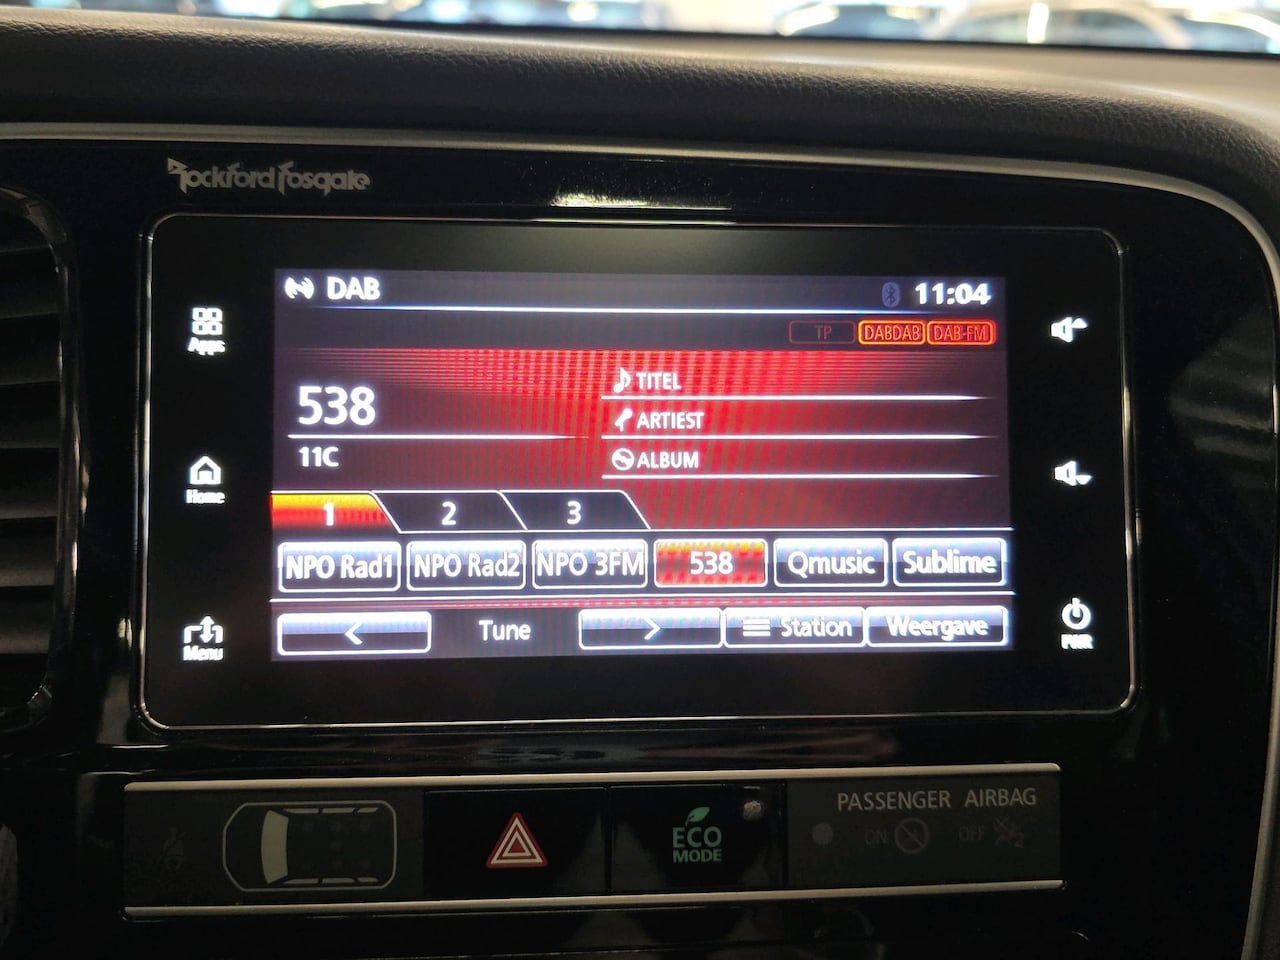 Rockford Fosgate
DAB 11:04
TP DABDAB DAB-FM
Apps
538
TITEL
ARTIEST
11C
ALBUM
Home
1 2 3
NPO Rad1 NPO Rad2 NPO 3FM 538 Qmusic Sublime
< Tune > Station Weergave
Menu
PWR
PASSENGER AIRBAG
ON OFF
ECO
MODE